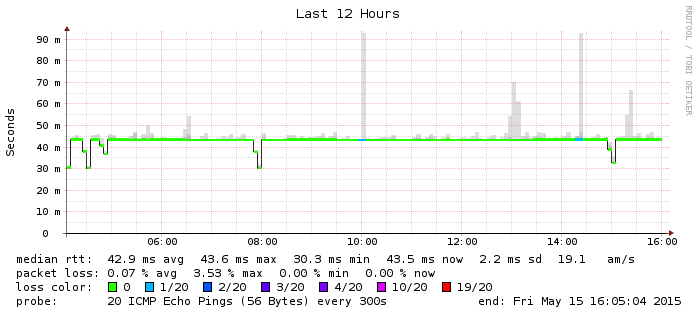 Last 12 Hours
RRDTOOL / TOBI OETIKER
Seconds
90 m
80 m
70 m
60 m
50 m
40 m
30 m
20 m
10 m
0
06:00 08:00 10:00 12:00 14:00 16:00
median rtt: 42.9 ms avg 43.6 ms max 30.3 ms min 43.5 ms now 2.2 ms sd 19.1 am/s
packet loss: 0.07 % avg 3.53 % max 0.00 % min 0.00 % now
loss color: 0 1/20 2/20 3/20 4/20 10/20 19/20
probe: 20 ICMP Echo Pings (56 Bytes) every 300s end: Fri May 15 16:05:04 2015